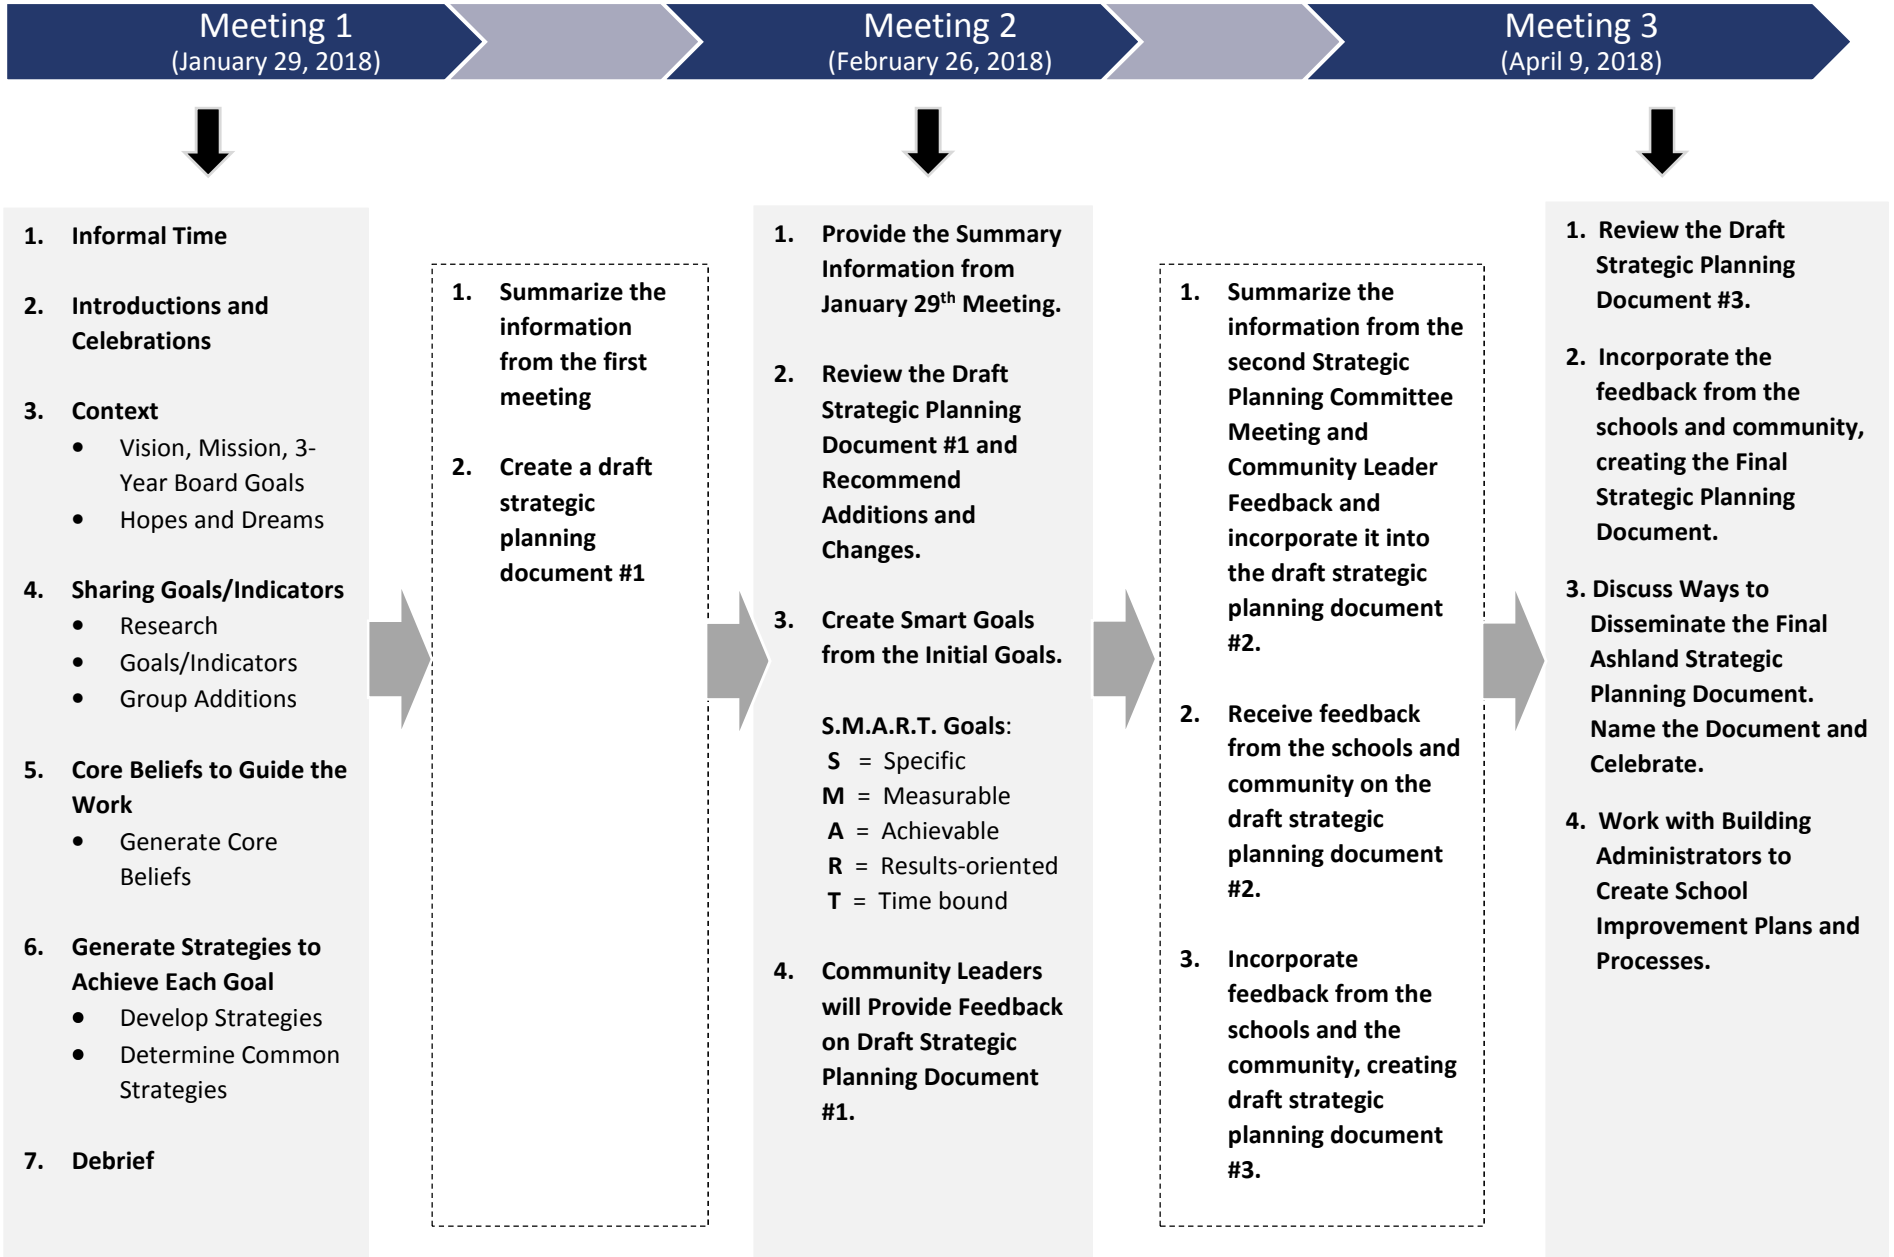 Meeting 1
(January 29, 2018)
Meeting 2
(February 26, 2018)
Meeting 3
(April 9, 2018)
1. Informal Time
2. Introductions and
Celebrations
3. Context
• Vision, Mission, 3-
Year Board Goals
• Hopes and Dreams
4. Sharing Goals/Indicators
• Research
• Goals/Indicators
• Group Additions
5. Core Beliefs to Guide the
Work
• Generate Core
Beliefs
6. Generate Strategies to
Achieve Each Goal
• Develop Strategies
• Determine Common
Strategies
7. Debrief
1. Summarize the
information
from the first
meeting
2. Create a draft
strategic
planning
document #1
1. Provide the Summary
Information from
January 29th Meeting.
2. Review the Draft
Strategic Planning
Document #1 and
Recommend
Additions and
Changes.
3. Create Smart Goals
from the Initial Goals.
S.M.A.R.T. Goals:
S = Specific
M = Measurable
A = Achievable
R = Results-oriented
T = Time bound
4. Community Leaders
will Provide Feedback
on Draft Strategic
Planning Document
#1.
1. Summarize the
information from the
second Strategic
Planning Committee
Meeting and
Community Leader
Feedback and
incorporate it into
the draft strategic
planning document
#2.
2. Receive feedback
from the schools and
community on the
draft strategic
planning document
#2.
3. Incorporate
feedback from the
schools and the
community, creating
draft strategic
planning document
#3.
1. Review the Draft
Strategic Planning
Document #3.
2. Incorporate the
feedback from the
schools and community,
creating the Final
Strategic Planning
Document.
3. Discuss Ways to
Disseminate the Final
Ashland Strategic
Planning Document.
Name the Document and
Celebrate.
4. Work with Building
Administrators to
Create School
Improvement Plans and
Processes.